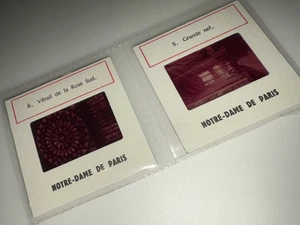 6. Vitrail de la Rose Sud.
NOTRE-DAME DE PARIS
5. Grande nef.
NOTRE-DAME DE PARIS